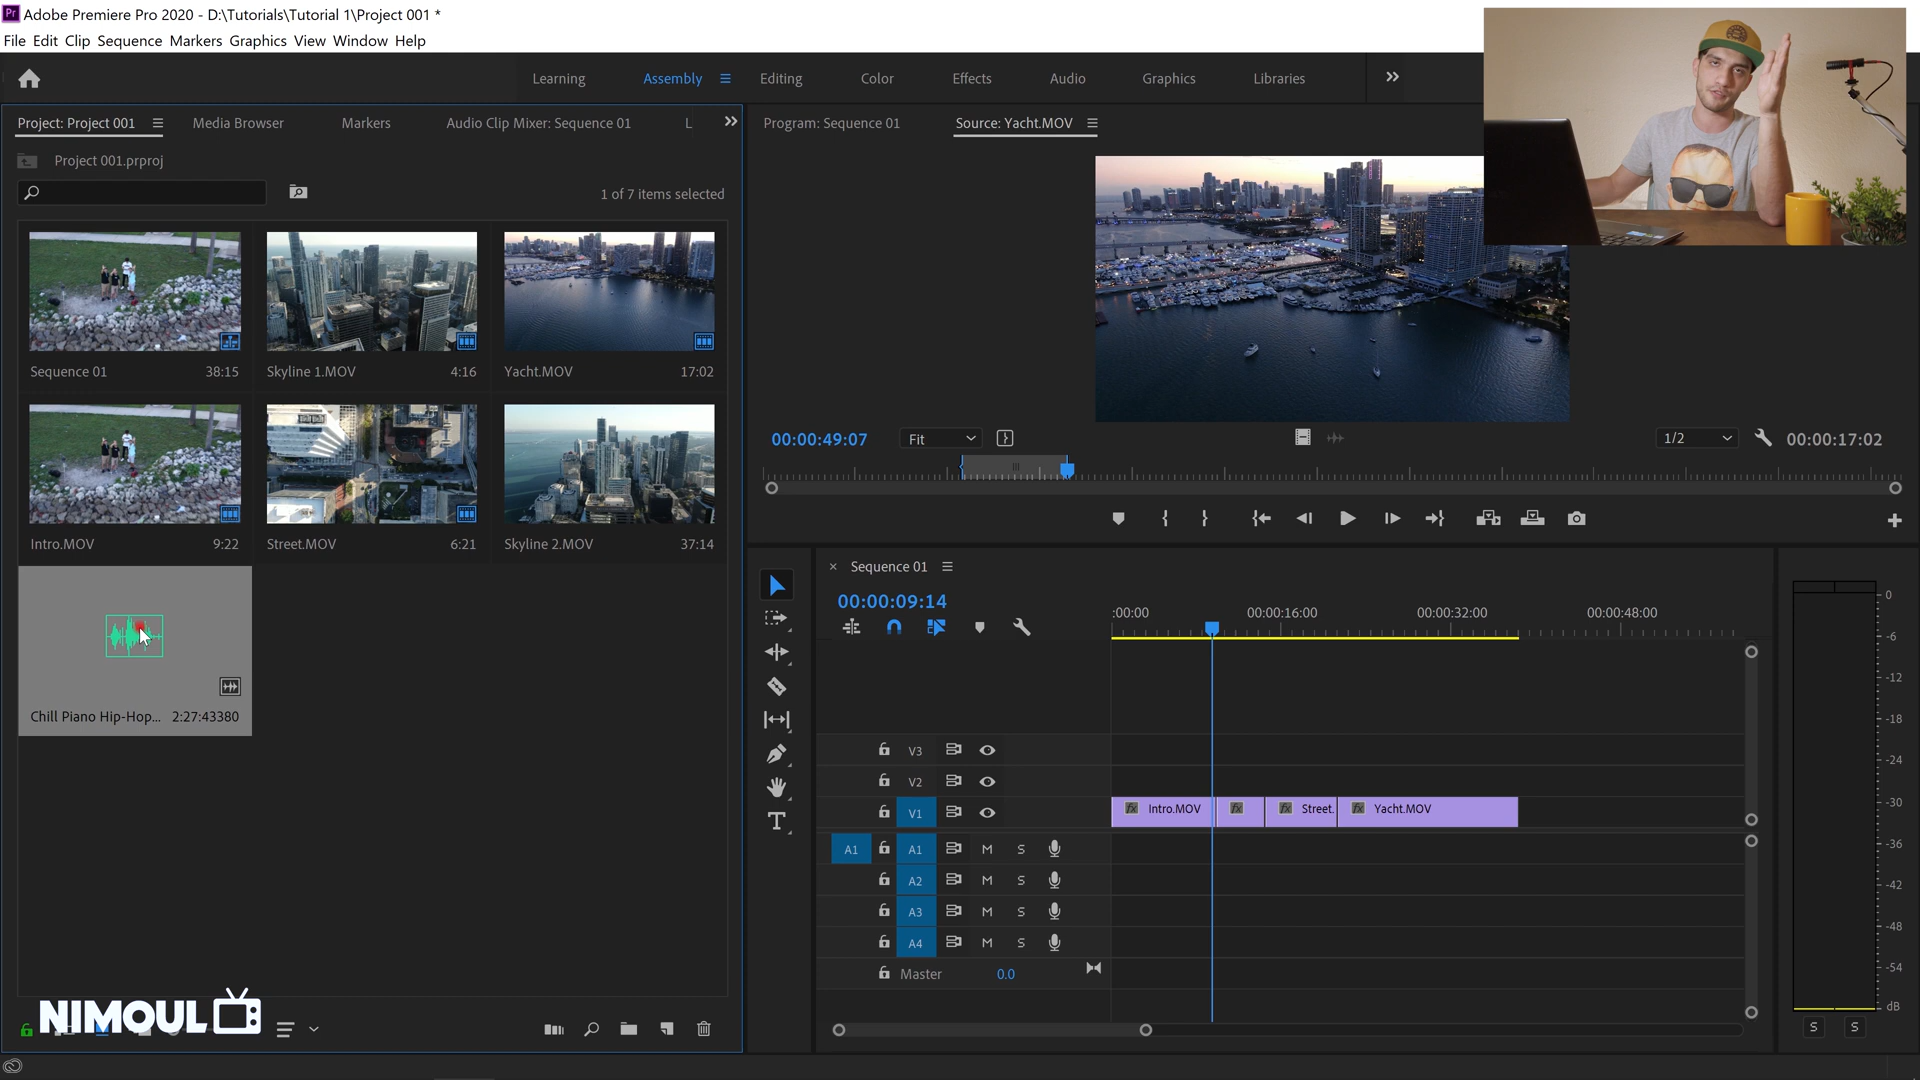 Adobe Premiere Pro 2020 - D:\Tutorials\Tutorial 1\Project 001 *
File Edit Clip Sequence Markers Graphics View Window Help
Learning Assembly Editing Color Effects Audio Graphics Libraries
Project: Project 001 Media Browser Markers Audio Clip Mixer: Sequence 01 L
Program: Sequence 01 Source: Yacht.MOV
Project 001.prproj
1 of 7 items selected
Sequence 01 38:15
Skyline 1.MOV 4:16
Yacht.MOV 17:02
Intro.MOV 9:22
Street.MOV 6:21
Skyline 2.MOV 37:14
Chill Piano Hip-Hop... 2:27:43380
00:00:49:07 Fit 1/2 00:00:17:02
Sequence 01
00:00:09:14
:00:00 00:00:16:00 00:00:32:00 00:00:48:00
V3
V2
V1
fx Intro.MOV fx fx Street. fx Yacht.MOV
A1 A1 M S
A2 M S
A3 M S
A4 M S
Master 0.0
0
-6
-12
-18
-24
-30
-36
-42
-48
-54
dB
S S
NIMOUL